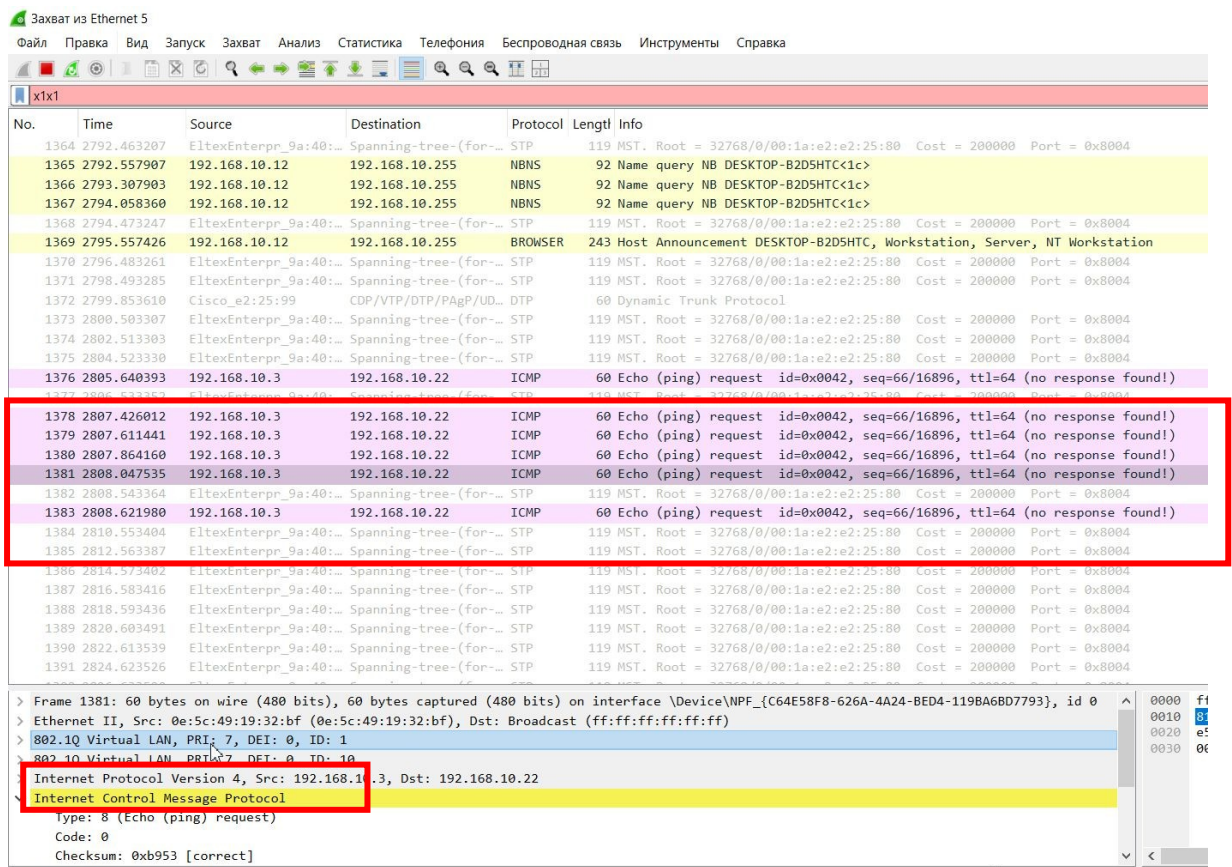 Захват из Ethernet 5
Файл Правка Вид Запуск Захват Анализ Статистика Телефония Беспроводная связь Инструменты Справка
x1x1
No. Time Source Destination Protocol Length Info
1364 2792.463207 EltexEnterpr_9a:40:… Spanning-tree-(for-… STP 119 MST. Root = 32768/0/00:1a:e2:e2:25:80 Cost = 200000 Port = 0x8004
1365 2792.557907 192.168.10.12 192.168.10.255 NBNS 92 Name query NB DESKTOP-B2D5HTC<1c>
1366 2793.307903 192.168.10.12 192.168.10.255 NBNS 92 Name query NB DESKTOP-B2D5HTC<1c>
1367 2794.058360 192.168.10.12 192.168.10.255 NBNS 92 Name query NB DESKTOP-B2D5HTC<1c>
1368 2794.473247 EltexEnterpr_9a:40:… Spanning-tree-(for-… STP 119 MST. Root = 32768/0/00:1a:e2:e2:25:80 Cost = 200000 Port = 0x8004
1369 2795.557426 192.168.10.12 192.168.10.255 BROWSER 243 Host Announcement DESKTOP-B2D5HTC, Workstation, Server, NT Workstation
1370 2796.483261 EltexEnterpr_9a:40:… Spanning-tree-(for-… STP 119 MST. Root = 32768/0/00:1a:e2:e2:25:80 Cost = 200000 Port = 0x8004
1371 2798.493285 EltexEnterpr_9a:40:… Spanning-tree-(for-… STP 119 MST. Root = 32768/0/00:1a:e2:e2:25:80 Cost = 200000 Port = 0x8004
1372 2799.853610 Cisco_e2:25:99 CDP/VTP/DTP/PAgP/UD… DTP 60 Dynamic Trunk Protocol
1373 2800.503307 EltexEnterpr_9a:40:… Spanning-tree-(for-… STP 119 MST. Root = 32768/0/00:1a:e2:e2:25:80 Cost = 200000 Port = 0x8004
1374 2802.513303 EltexEnterpr_9a:40:… Spanning-tree-(for-… STP 119 MST. Root = 32768/0/00:1a:e2:e2:25:80 Cost = 200000 Port = 0x8004
1375 2804.523330 EltexEnterpr_9a:40:… Spanning-tree-(for-… STP 119 MST. Root = 32768/0/00:1a:e2:e2:25:80 Cost = 200000 Port = 0x8004
1376 2805.640393 192.168.10.3 192.168.10.22 ICMP 60 Echo (ping) request id=0x0042, seq=66/16896, ttl=64 (no response found!)
1378 2807.426012 192.168.10.3 192.168.10.22 ICMP 60 Echo (ping) request id=0x0042, seq=66/16896, ttl=64 (no response found!)
1379 2807.611441 192.168.10.3 192.168.10.22 ICMP 60 Echo (ping) request id=0x0042, seq=66/16896, ttl=64 (no response found!)
1380 2807.864160 192.168.10.3 192.168.10.22 ICMP 60 Echo (ping) request id=0x0042, seq=66/16896, ttl=64 (no response found!)
1381 2808.047535 192.168.10.3 192.168.10.22 ICMP 60 Echo (ping) request id=0x0042, seq=66/16896, ttl=64 (no response found!)
1382 2808.543364 EltexEnterpr_9a:40:… Spanning-tree-(for-… STP 119 MST. Root = 32768/0/00:1a:e2:e2:25:80 Cost = 200000 Port = 0x8004
1383 2808.621980 192.168.10.3 192.168.10.22 ICMP 60 Echo (ping) request id=0x0042, seq=66/16896, ttl=64 (no response found!)
1384 2810.553404 EltexEnterpr_9a:40:… Spanning-tree-(for-… STP 119 MST. Root = 32768/0/00:1a:e2:e2:25:80 Cost = 200000 Port = 0x8004
1385 2812.563387 EltexEnterpr_9a:40:… Spanning-tree-(for-… STP 119 MST. Root = 32768/0/00:1a:e2:e2:25:80 Cost = 200000 Port = 0x8004
1386 2814.573402 EltexEnterpr_9a:40:… Spanning-tree-(for-… STP 119 MST. Root = 32768/0/00:1a:e2:e2:25:80 Cost = 200000 Port = 0x8004
1387 2816.583416 EltexEnterpr_9a:40:… Spanning-tree-(for-… STP 119 MST. Root = 32768/0/00:1a:e2:e2:25:80 Cost = 200000 Port = 0x8004
1388 2818.593436 EltexEnterpr_9a:40:… Spanning-tree-(for-… STP 119 MST. Root = 32768/0/00:1a:e2:e2:25:80 Cost = 200000 Port = 0x8004
1389 2820.603491 EltexEnterpr_9a:40:… Spanning-tree-(for-… STP 119 MST. Root = 32768/0/00:1a:e2:e2:25:80 Cost = 200000 Port = 0x8004
1390 2822.613539 EltexEnterpr_9a:40:… Spanning-tree-(for-… STP 119 MST. Root = 32768/0/00:1a:e2:e2:25:80 Cost = 200000 Port = 0x8004
1391 2824.623526 EltexEnterpr_9a:40:… Spanning-tree-(for-… STP 119 MST. Root = 32768/0/00:1a:e2:e2:25:80 Cost = 200000 Port = 0x8004
> Frame 1381: 60 bytes on wire (480 bits), 60 bytes captured (480 bits) on interface \Device\NPF_{C64E58F8-626A-4A24-BED4-119BA6BD7793}, id 0
> Ethernet II, Src: 0e:5c:49:19:32:bf (0e:5c:49:19:32:bf), Dst: Broadcast (ff:ff:ff:ff:ff:ff)
> 802.1Q Virtual LAN, PRI: 7, DEI: 0, ID: 1
> 802.1Q Virtual LAN, PRI: 7, DEI: 0, ID: 10
> Internet Protocol Version 4, Src: 192.168.10.3, Dst: 192.168.10.22
Internet Control Message Protocol
Type: 8 (Echo (ping) request)
Code: 0
Checksum: 0xb953 [correct]
0000 ff
0010 81
0020 e5
0030 00